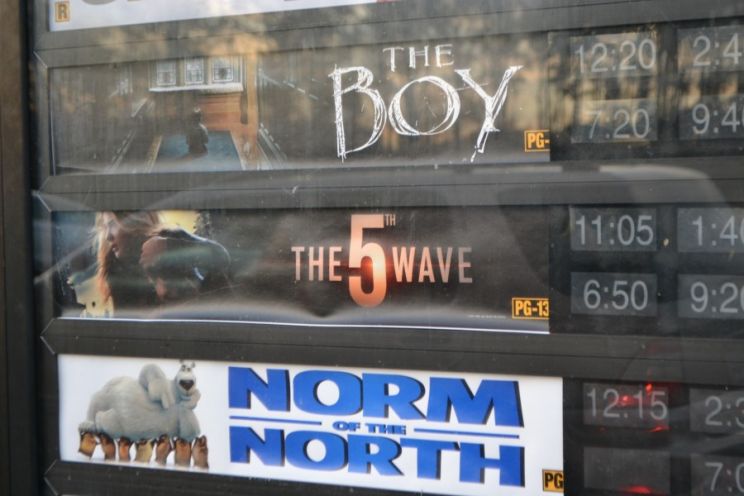 R
THE
BOY
PG-
12:20 2:4
7:20 9:4
THE 5TH WAVE
PG-13
11:05 1:40
6:50 9:20
NORM
OF THE
NORTH
PG
12:15 2:3
7:0